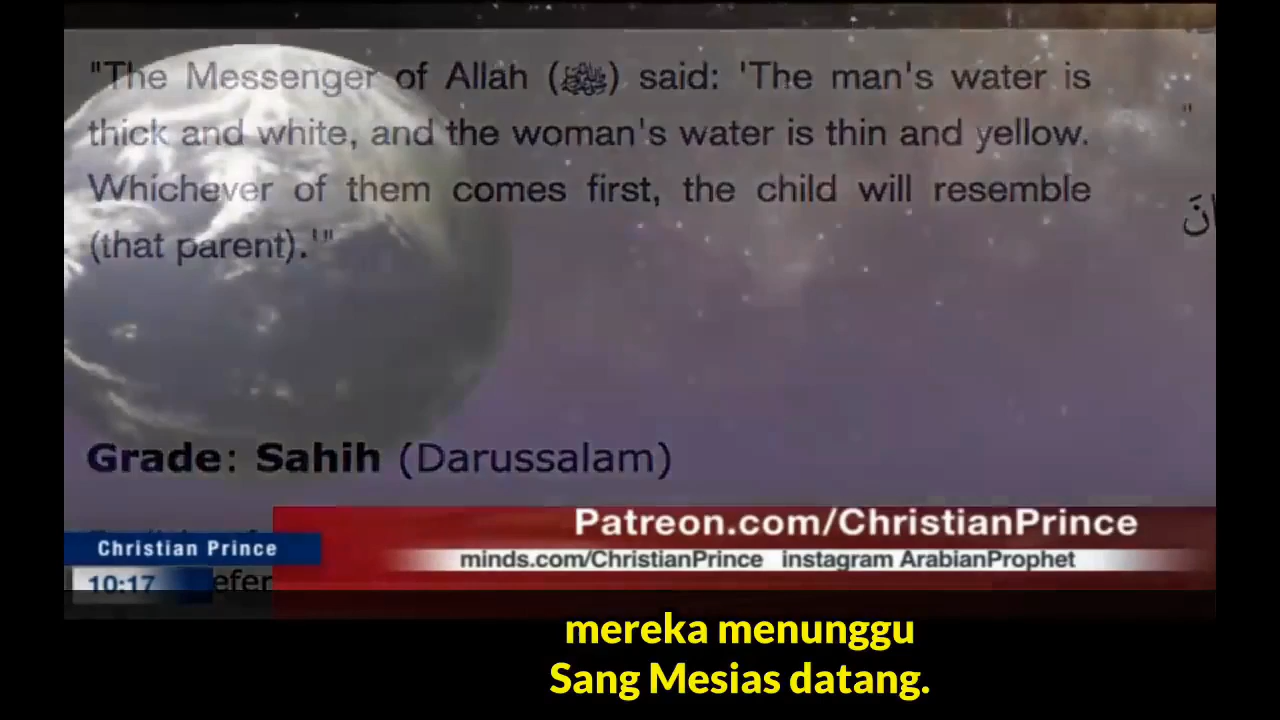 "The Messenger of Allah (ﷺ) said: 'The man's water is
thick and white, and the woman's water is thin and yellow.
Whichever of them comes first, the child will resemble
(that parent).'"
"
انَ
Grade: Sahih (Darussalam)
Patreon.com/ChristianPrince
Christian Prince
minds.com/ChristianPrince instagram ArabianProphet
10:17
efer
mereka menunggu
Sang Mesias datang.